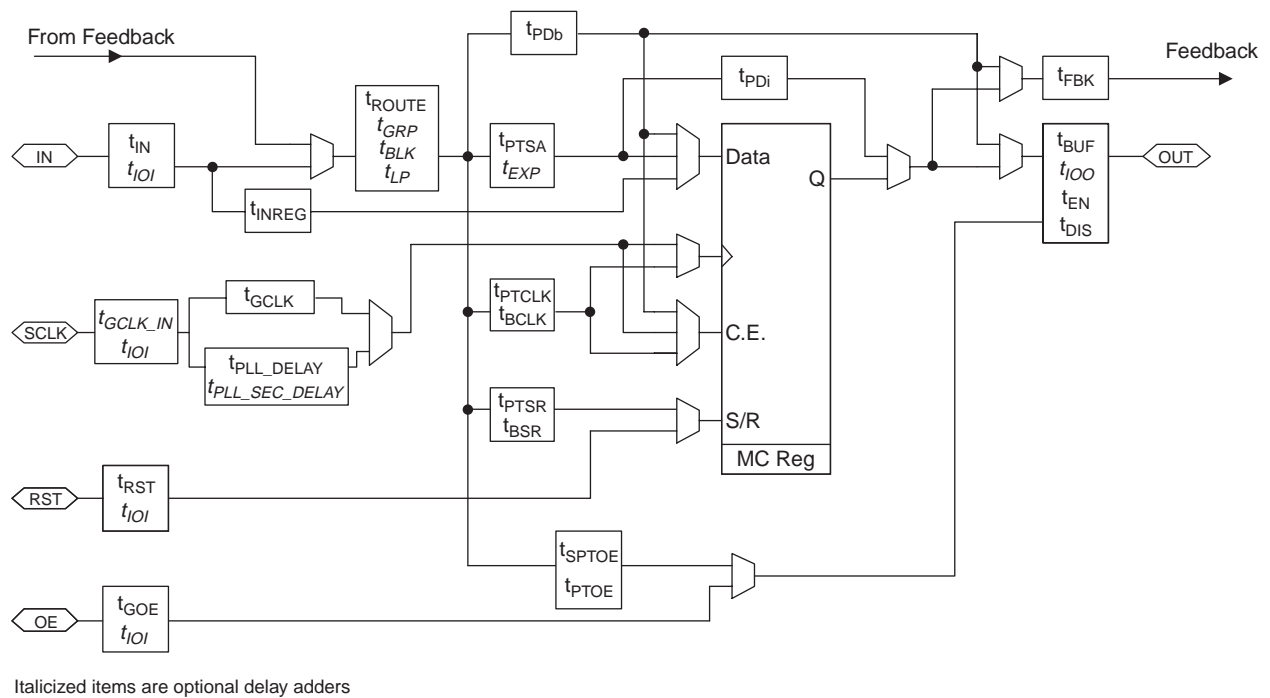 From Feedback
Feedback
tPDb
tPDi
tFBK
IN
tIN
tIOI
tROUTE
tGRP
tBLK
tLP
tPTSA
tEXP
tINREG
Data
Q
tBUF
tIOO
tEN
tDIS
OUT
SCLK
tGCLK_IN
tIOI
tGCLK
tPLL_DELAY
tPLL_SEC_DELAY
tPTCLK
tBCLK
C.E.
tPTSR
tBSR
S/R
MC Reg
RST
tRST
tIOI
tSPTOE
tPTOE
OE
tGOE
tIOI
Italicized items are optional delay adders